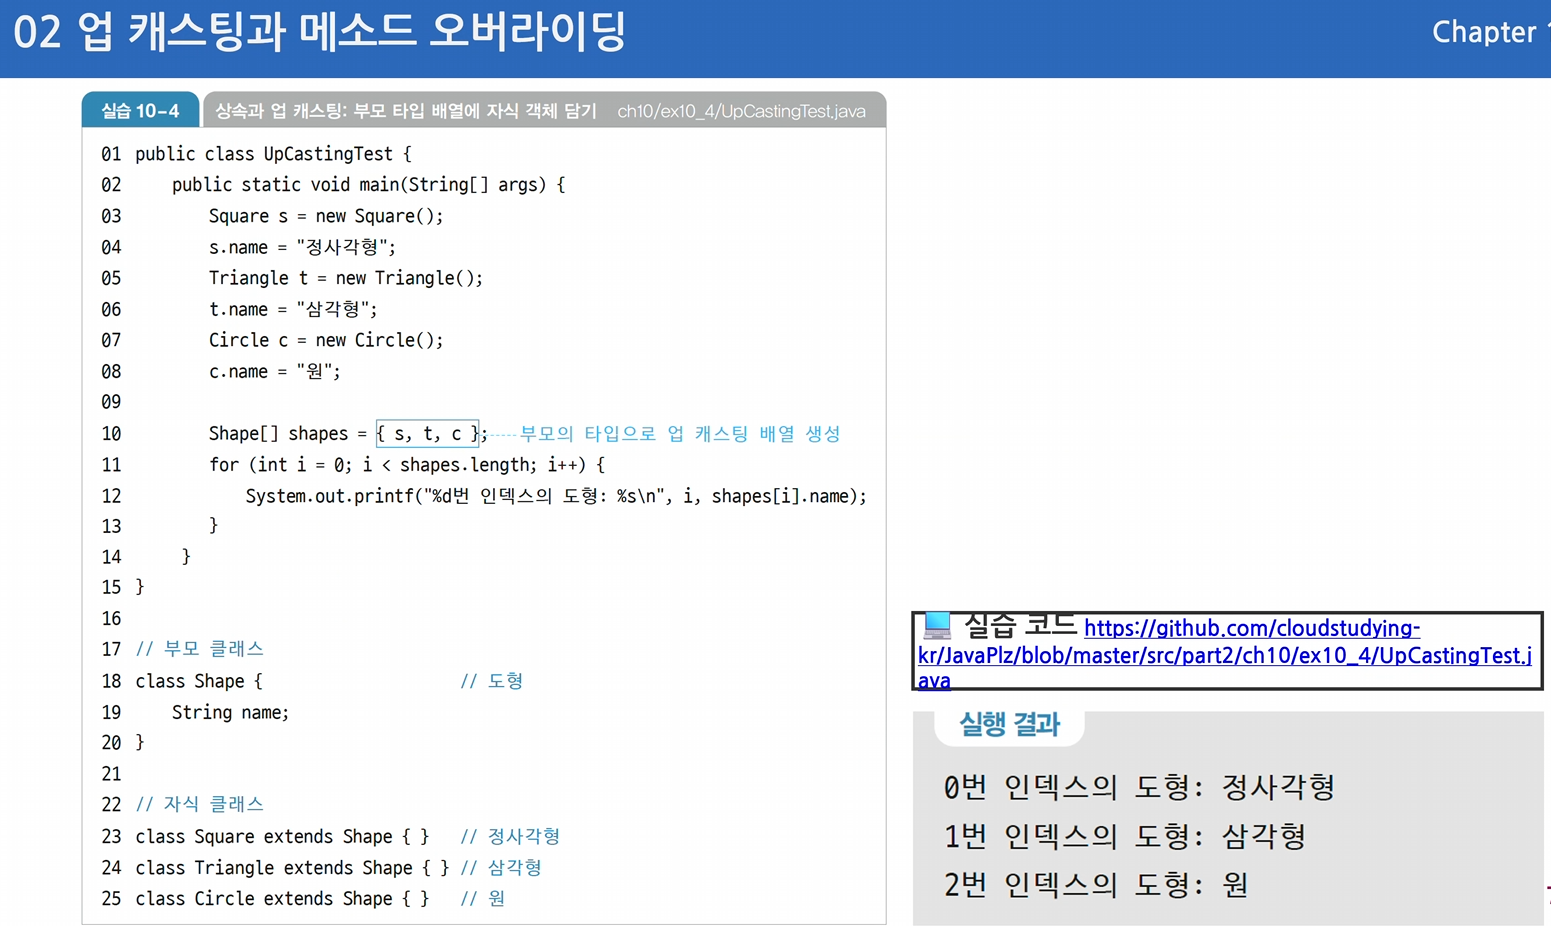 02 업 캐스팅과 메소드 오버라이딩
Chapter
실습 10-4 상속과 업 캐스팅: 부모 타입 배열에 자식 객체 담기 ch10/ex10_4/UpCastingTest.java
01 public class UpCastingTest {
02 public static void main(String[] args) {
03 Square s = new Square();
04 s.name = "정사각형";
05 Triangle t = new Triangle();
06 t.name = "삼각형";
07 Circle c = new Circle();
08 c.name = "원";
09
10 Shape[] shapes = { s, t, c }; 부모의 타입으로 업 캐스팅 배열 생성
11 for (int i = 0; i < shapes.length; i++) {
12 System.out.printf("%d번 인덱스의 도형: %s\n", i, shapes[i].name);
13 }
14 }
15 }
16
17 // 부모 클래스
18 class Shape { // 도형
19 String name;
20 }
21
22 // 자식 클래스
23 class Square extends Shape { } // 정사각형
24 class Triangle extends Shape { } // 삼각형
25 class Circle extends Shape { } // 원
실습 코드 https://github.com/cloudstudying-
kr/JavaPlz/blob/master/src/part2/ch10/ex10_4/UpCastingTest.j
ava
실행 결과
0번 인덱스의 도형: 정사각형
1번 인덱스의 도형: 삼각형
2번 인덱스의 도형: 원